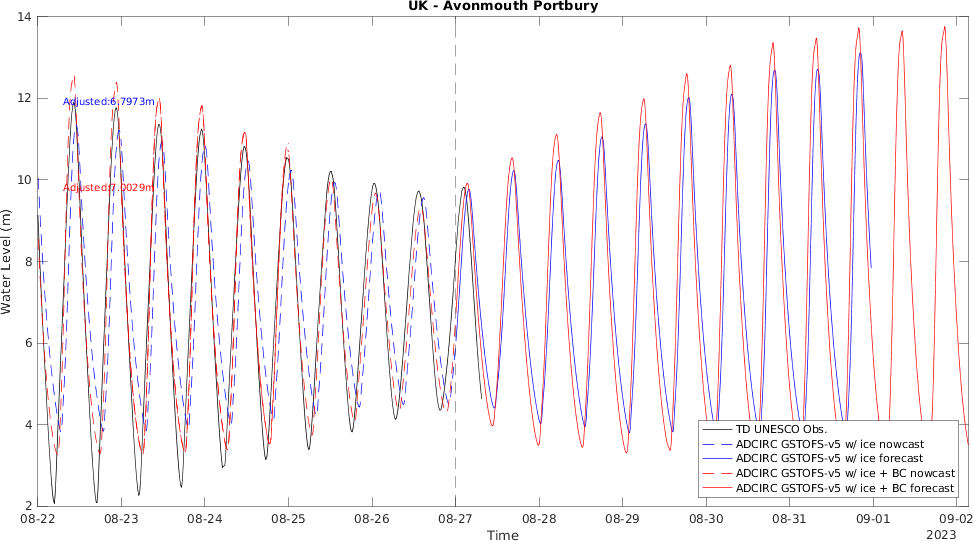 UK - Avonmouth Portbury
14
12
10
8
6
4
2
Water Level (m)
Adjusted:6.7973m
Adjusted:7.0029m
TD UNESCO Obs.
ADCIRC GSTOFS-v5 w/ ice nowcast
ADCIRC GSTOFS-v5 w/ ice forecast
ADCIRC GSTOFS-v5 w/ ice + BC nowcast
ADCIRC GSTOFS-v5 w/ ice + BC forecast
08-22 08-23 08-24 08-25 08-26 08-27 08-28 08-29 08-30 08-31 09-01 09-02
Time
2023